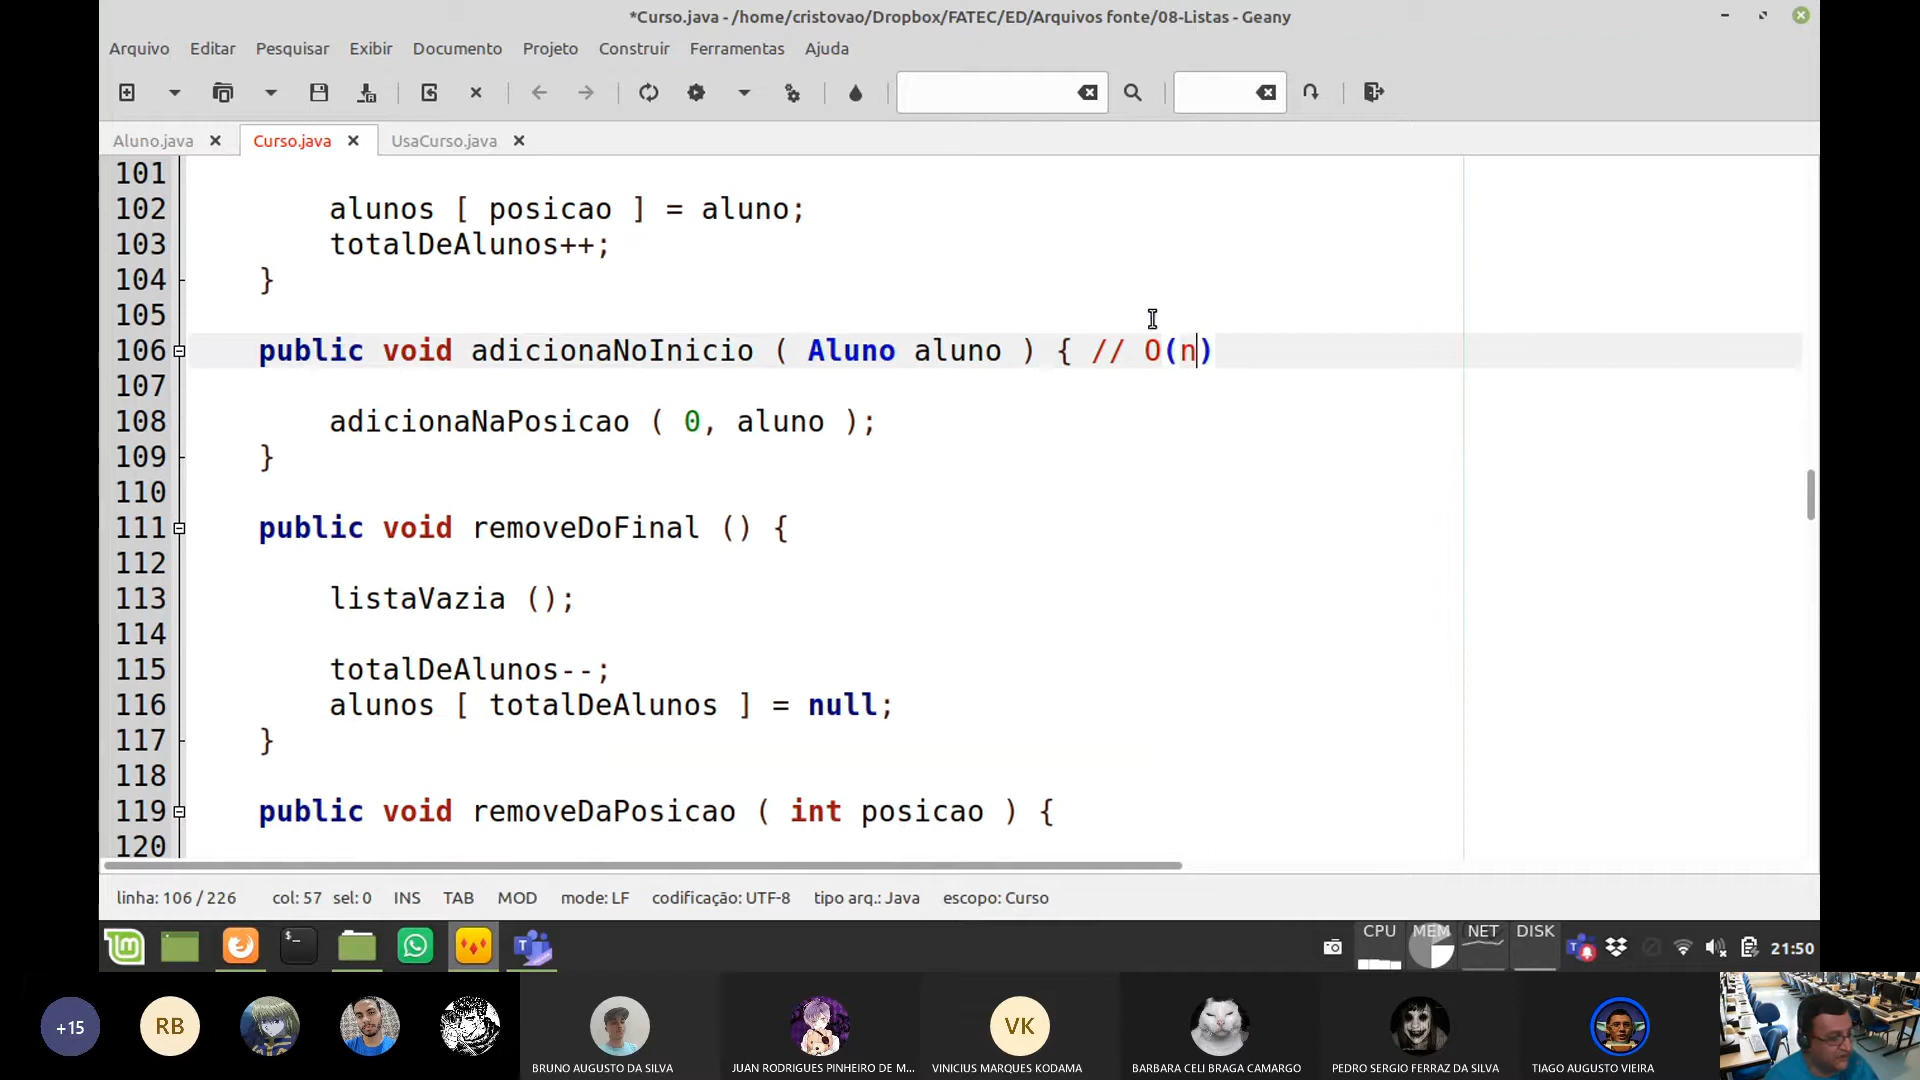 *Curso.java - /home/cristovao/Dropbox/FATEC/ED/Arquivos fonte/08-Listas - Geany
Arquivo Editar Pesquisar Exibir Documento Projeto Construir Ferramentas Ajuda
Aluno.java Curso.java UsaCurso.java
101
102 alunos [ posicao ] = aluno;
103 totalDeAlunos++;
104 }
105
106 public void adicionaNoInicio ( Aluno aluno ) { // O(n)
107
108 adicionaNaPosicao ( 0, aluno );
109 }
110
111 public void removeDoFinal () {
112
113 listaVazia ();
114
115 totalDeAlunos--;
116 alunos [ totalDeAlunos ] = null;
117 }
118
119 public void removeDaPosicao ( int posicao ) {
120
linha: 106 / 226 col: 57 sel: 0 INS TAB MOD mode: LF codificação: UTF-8 tipo arq.: Java escopo: Curso
CPU MEM NET DISK
21:50
+15 RB VK
BRUNO AUGUSTO DA SILVA JUAN RODRIGUES PINHEIRO DE M... VINICIUS MARQUES KODAMA BARBARA CELI BRAGA CAMARGO PEDRO SERGIO FERRAZ DA SILVA TIAGO AUGUSTO VIEIRA